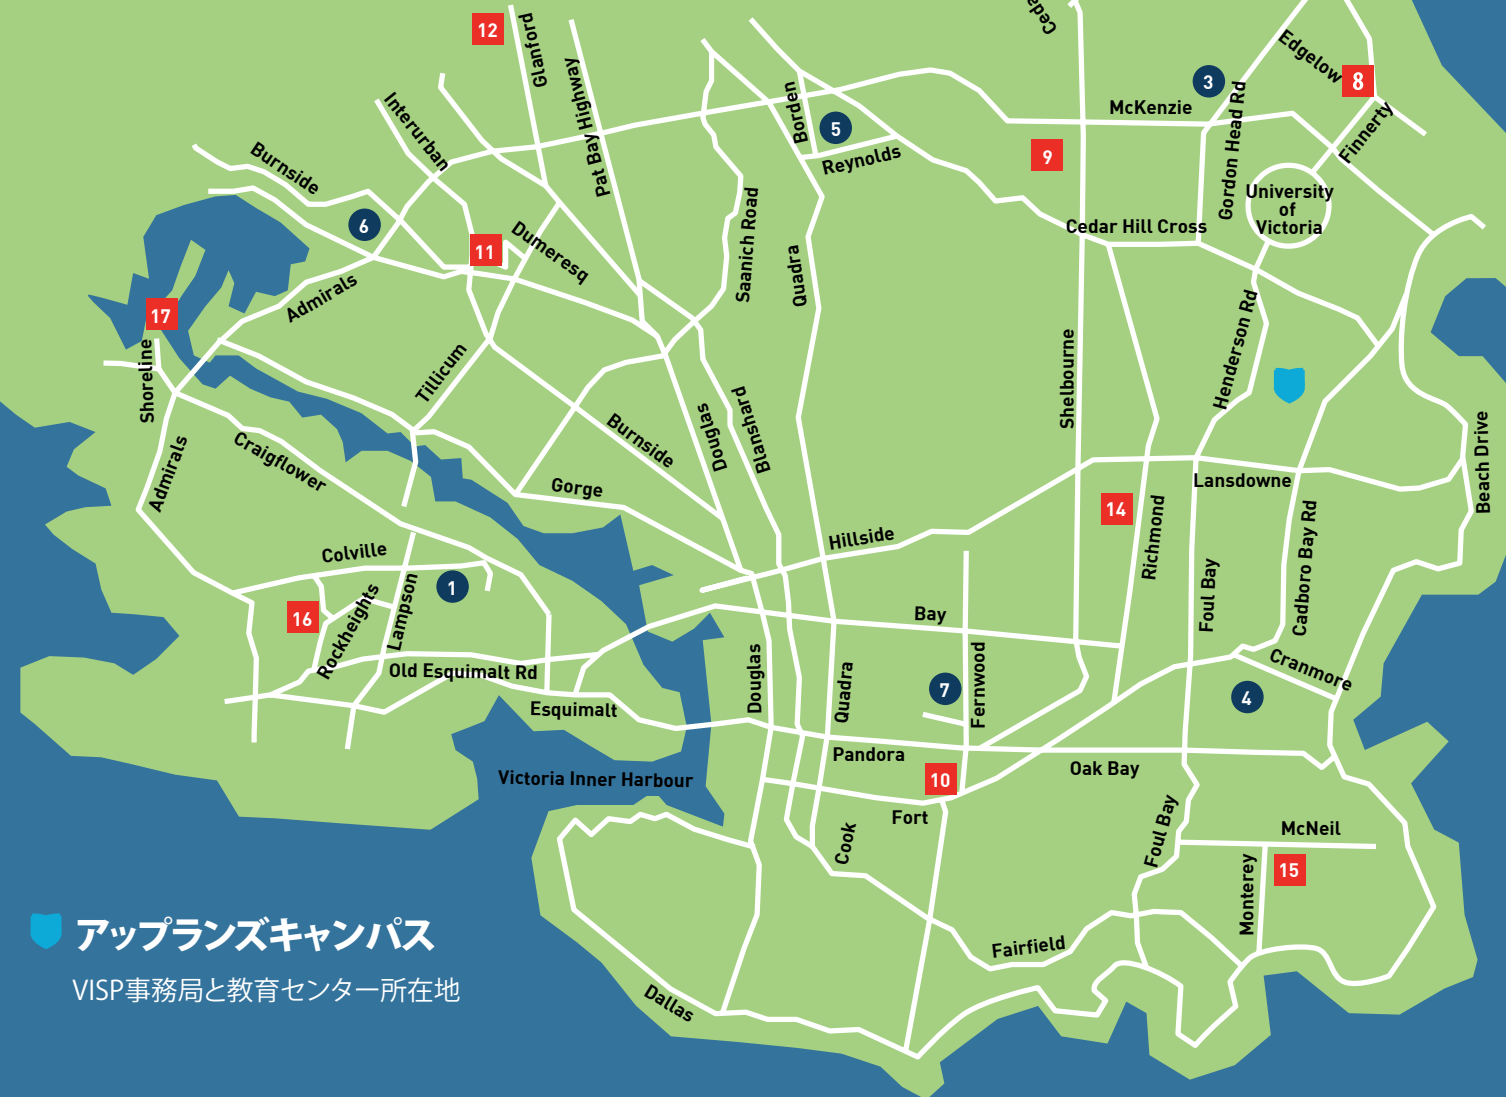 12
Glanford
Pat Bay Highway
Ceda
Edgelow
8
3
McKenzie
Gordon Head Rd
Finnerty
Interurban
Borden
5
Reynolds
9
Burnside
University
of
Victoria
Cedar Hill Cross
6
11
Dumeresq
Saanich Road
Quadra
Admirals
17
Shoreline
Tillicum
Shelbourne
Henderson Rd
Beach Drive
Douglas
Blanshard
Burnside
Craigflower
Admirals
Gorge
Lansdowne
14
Richmond
Hillside
Colville
1
Lampson
Rockheights
16
Foul Bay
Cadboro Bay Rd
Bay
Fernwood
Cranmore
4
7
Old Esquimalt Rd
Esquimalt
Douglas
Quadra
Pandora
Oak Bay
Victoria Inner Harbour
10
Fort
Cook
Foul Bay
McNeil
15
Monterey
Fairfield
Dallas
アップランズキャンパス
VISP事務局と教育センター所在地